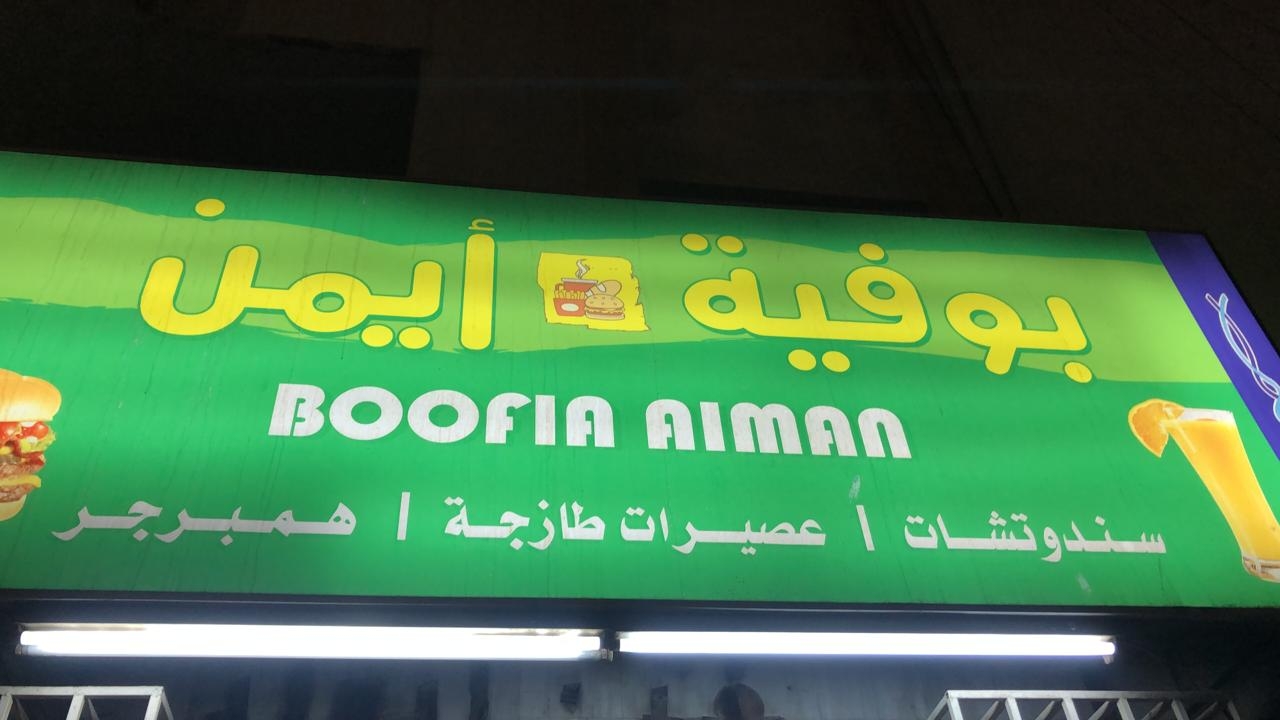 بوفية أيمن
BOOFIA AIMAN
سندوتشات | عصيرات طازجة | همبرجر